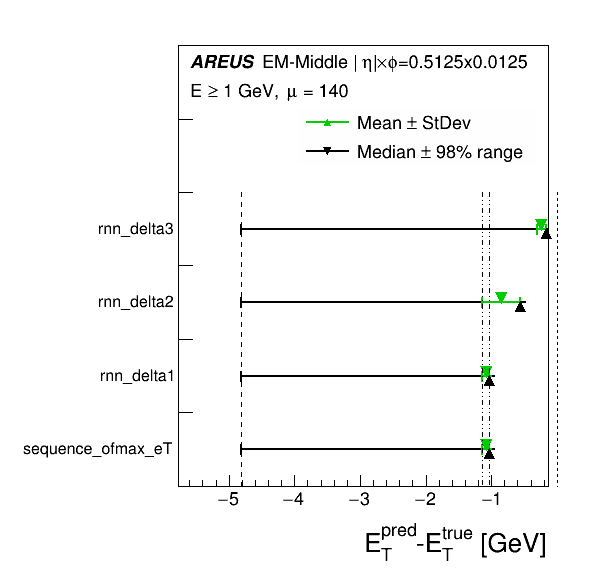 AREUS EM-Middle | η|×ϕ=0.5125x0.0125
E ≥ 1 GeV, μ = 140
Mean ± StDev
Median ± 98% range
rnn_delta3
rnn_delta2
rnn_delta1
sequence_ofmax_eT
−5 −4 −3 −2 −1
E_T^pred-E_T^true [GeV]